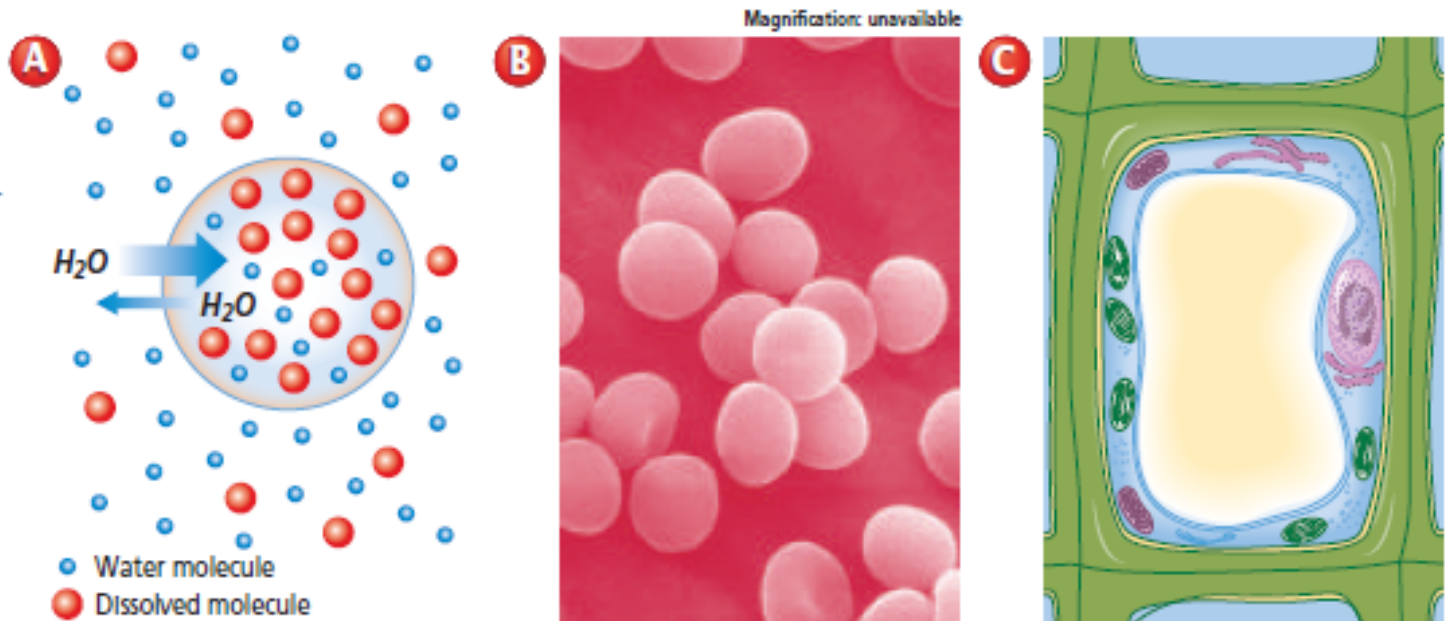 Magnification: unavailable
A
B
C
H₂O
H₂O
Water molecule
Dissolved molecule